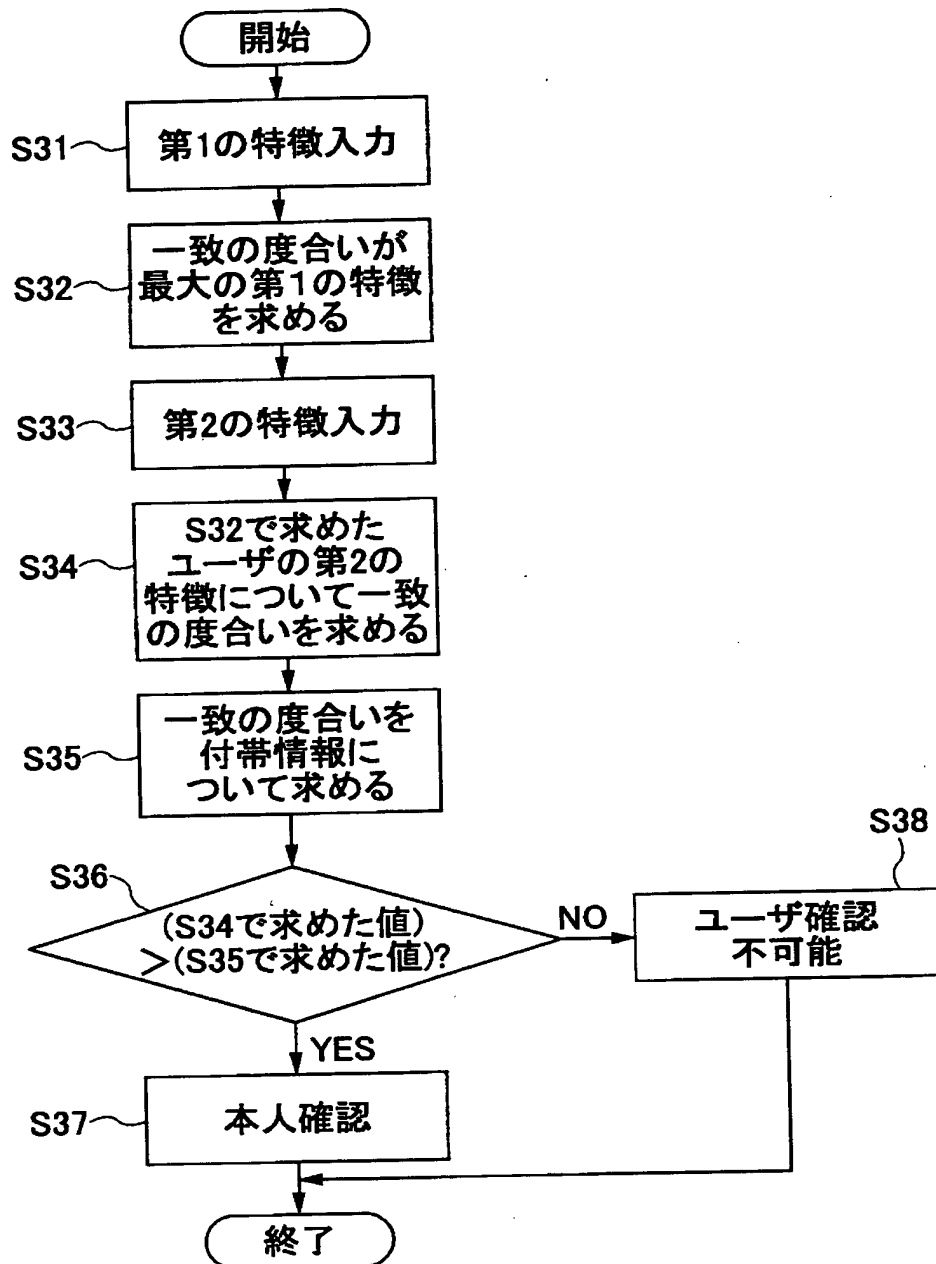 開始
S31
第1の特徴入力
S32
一致の度合いが
最大の第1の特徴
を求める
S33
第2の特徴入力
S34
S32で求めた
ユーザの第2の
特徴について一致
の度合いを求める
S35
一致の度合いを
付帯情報に
ついて求める
S36
(S34で求めた値)
>(S35で求めた値)?
NO
S38
ユーザ確認
不可能
YES
S37
本人確認
終了